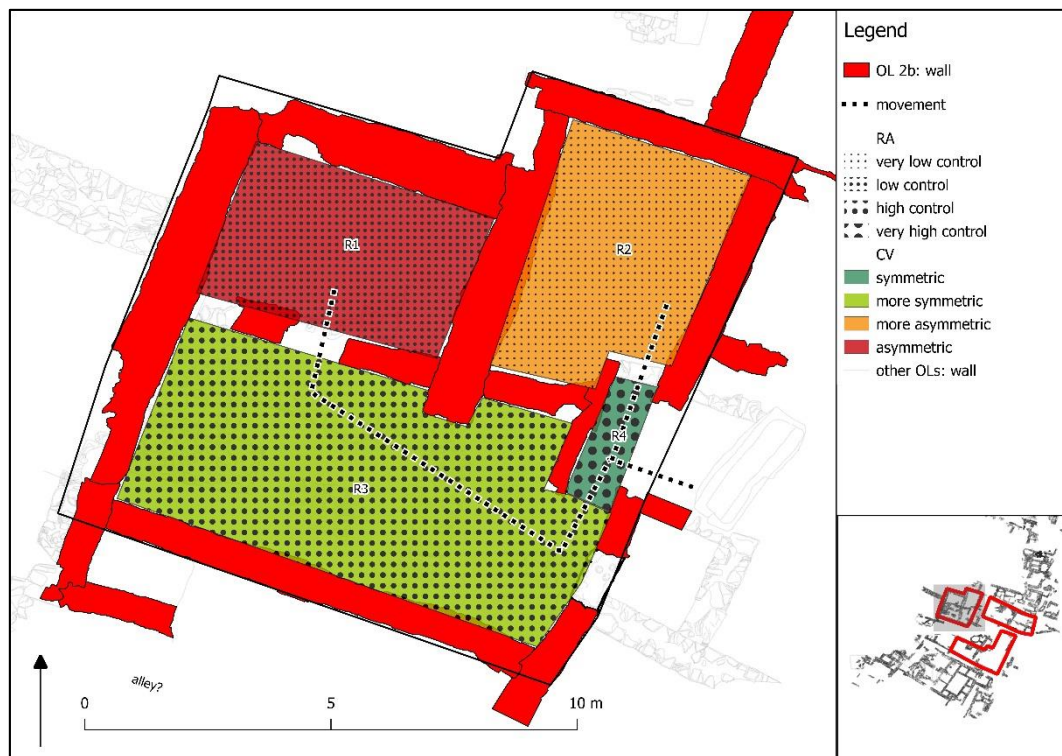 Legend
OL 2b: wall
movement
RA
very low control
low control
high control
very high control
CV
symmetric
more symmetric
more asymmetric
asymmetric
other OLs: wall
R1
R2
R4
R3
alley?
0 5 10 m